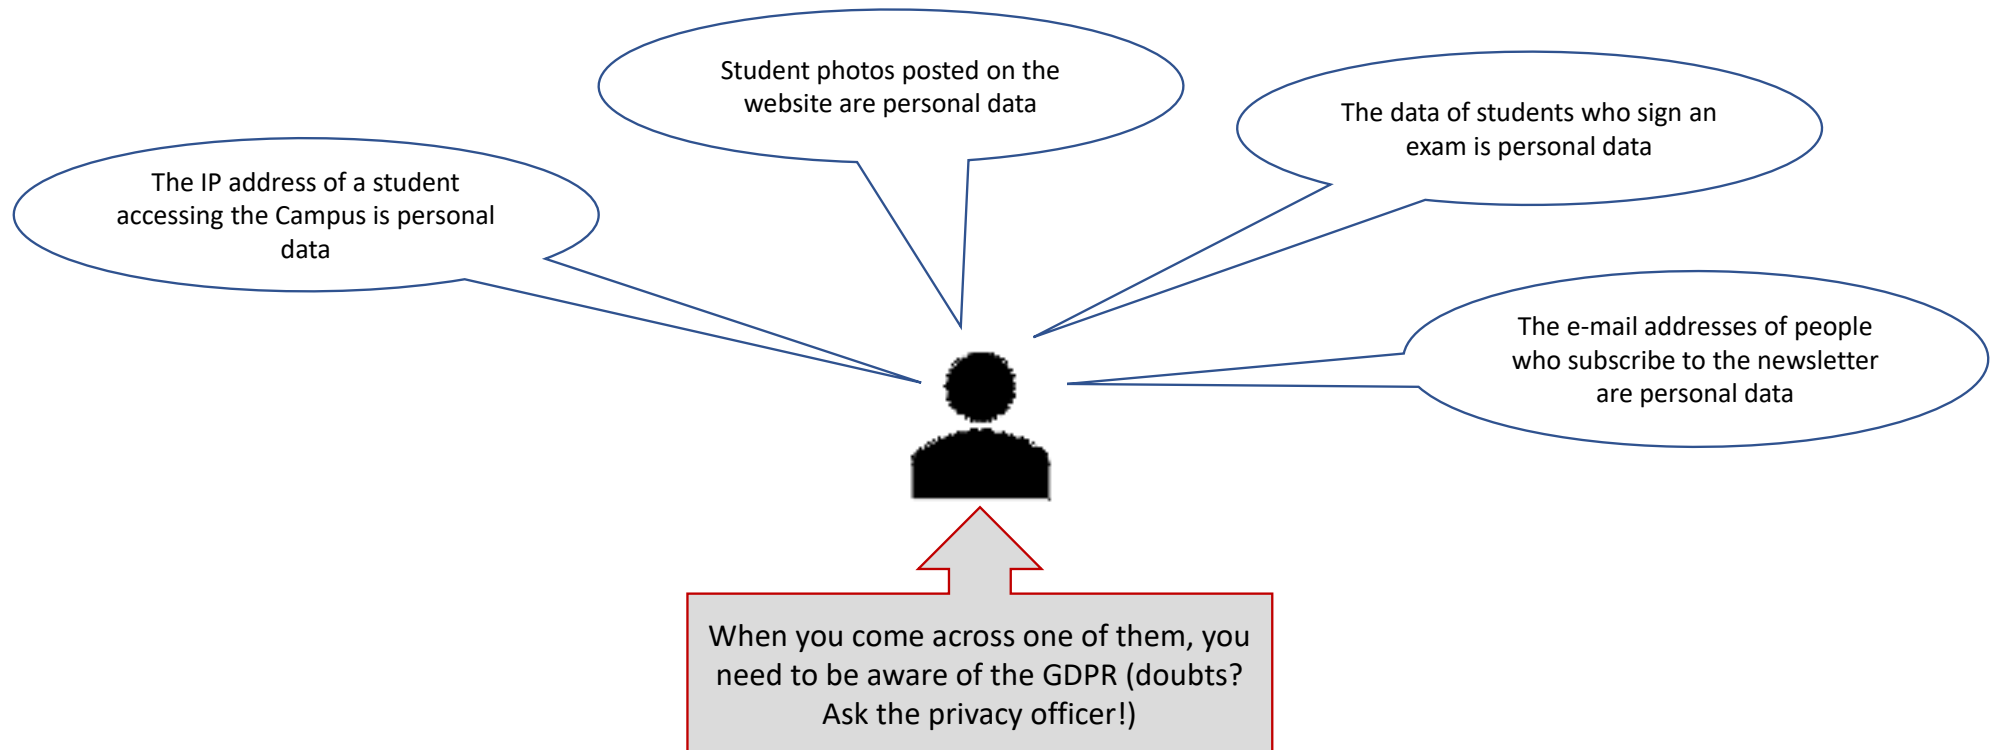 Student photos posted on the
website are personal data
The data of students who sign an
exam is personal data
The IP address of a student
accessing the Campus is personal
data
The e-mail addresses of people
who subscribe to the newsletter
are personal data
When you come across one of them, you
need to be aware of the GDPR (doubts?
Ask the privacy officer!)